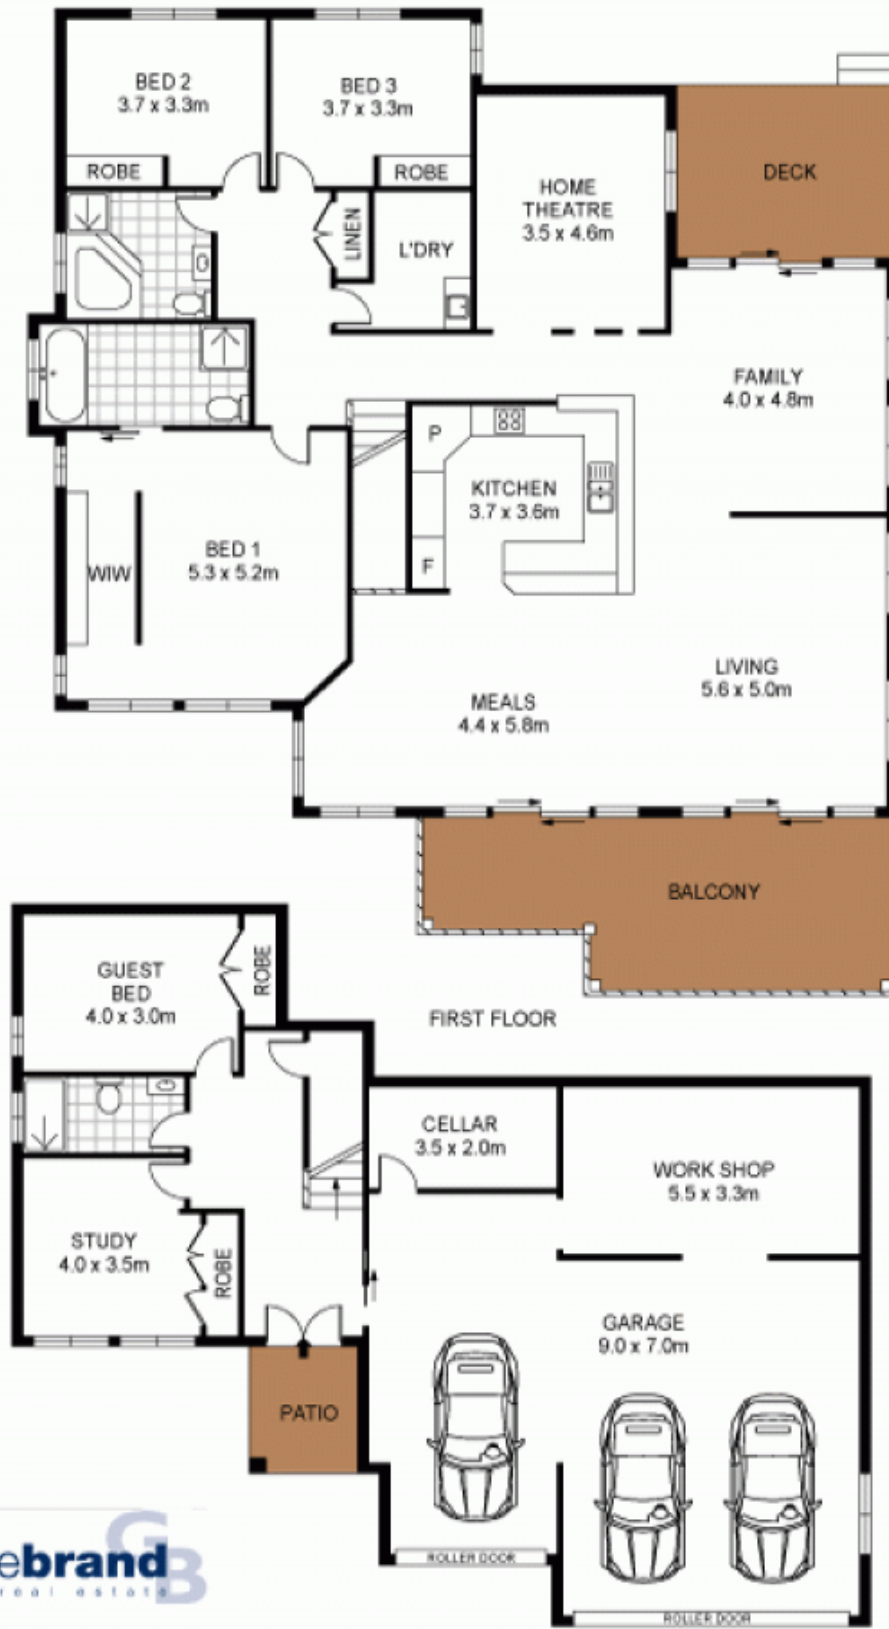 BED 2
3.7 x 3.3m
BED 3
3.7 x 3.3m
ROBE
ROBE
LINEN
L'DRY
HOME
THEATRE
3.5 x 4.6m
DECK
FAMILY
4.0 x 4.8m
P
KITCHEN
3.7 x 3.6m
F
BED 1
5.3 x 5.2m
WIW
MEALS
4.4 x 5.8m
LIVING
5.6 x 5.0m
BALCONY
FIRST FLOOR
GUEST
BED
4.0 x 3.0m
ROBE
CELLAR
3.5 x 2.0m
WORK SHOP
5.5 x 3.3m
STUDY
4.0 x 3.5m
ROBE
GARAGE
9.0 x 7.0m
PATIO
ROLLER DOOR
ROLLER DOOR
GB
ebrand
real estate